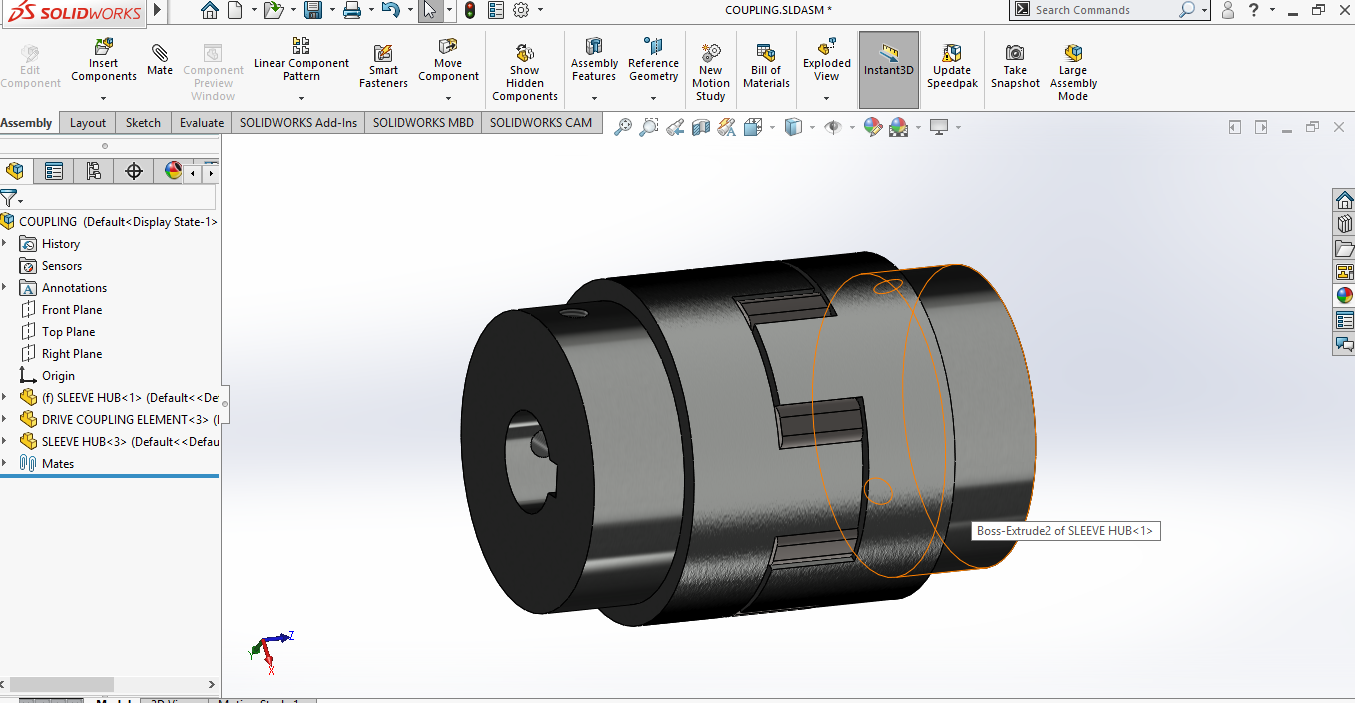 SOLIDWORKS
COUPLING.SLDASM *
Search Commands
?
Edit Component
Insert Components
Mate
Component Preview Window
Linear Component Pattern
Smart Fasteners
Move Component
Show Hidden Components
Assembly Features
Reference Geometry
New Motion Study
Bill of Materials
Exploded View
Instant3D
Update Speedpak
Take Snapshot
Large Assembly Mode
Assembly
Layout
Sketch
Evaluate
SOLIDWORKS Add-Ins
SOLIDWORKS MBD
SOLIDWORKS CAM
COUPLING (Default<Display State-1>
History
Sensors
A Annotations
Front Plane
Top Plane
Right Plane
Origin
(f) SLEEVE HUB<1> (Default<<De
DRIVE COUPLING ELEMENT<3> (
SLEEVE HUB<3> (Default<<Defau
Mates
Boss-Extrude2 of SLEEVE HUB<1>
Z
Y
X